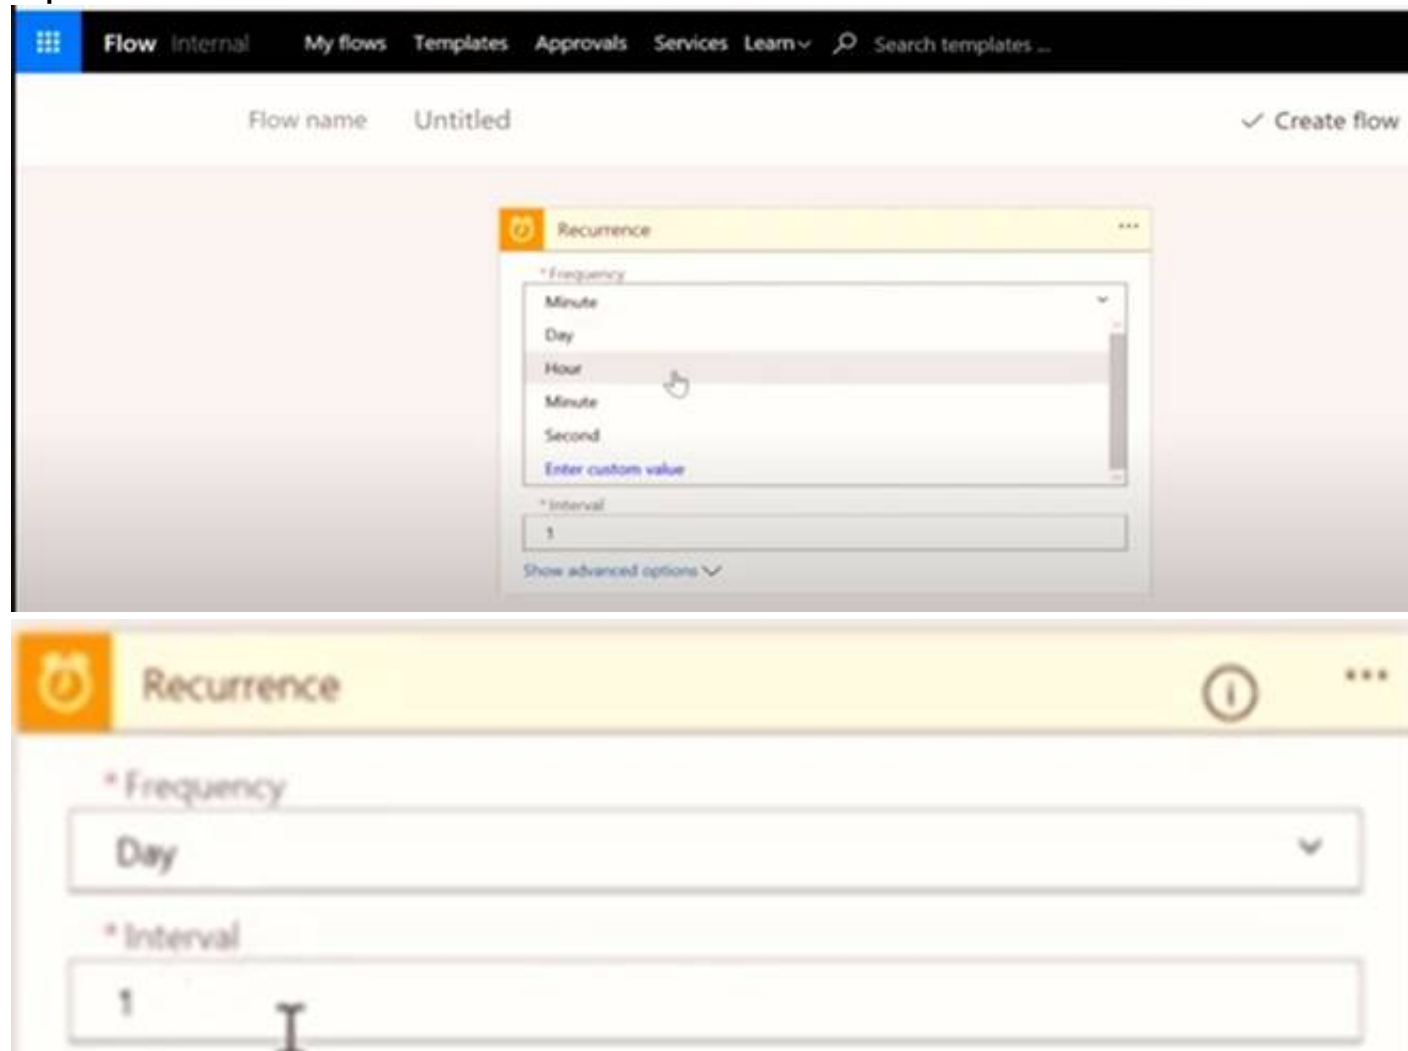 Flow Internal My flows Templates Approvals Services Learn Search templates ...
Flow name Untitled Create flow
Recurrence ...
* Frequency
Minute
Day
Hour
Minute
Second
Enter custom value
* Interval
1
Show advanced options
Recurrence i ...
* Frequency
Day
* Interval
1